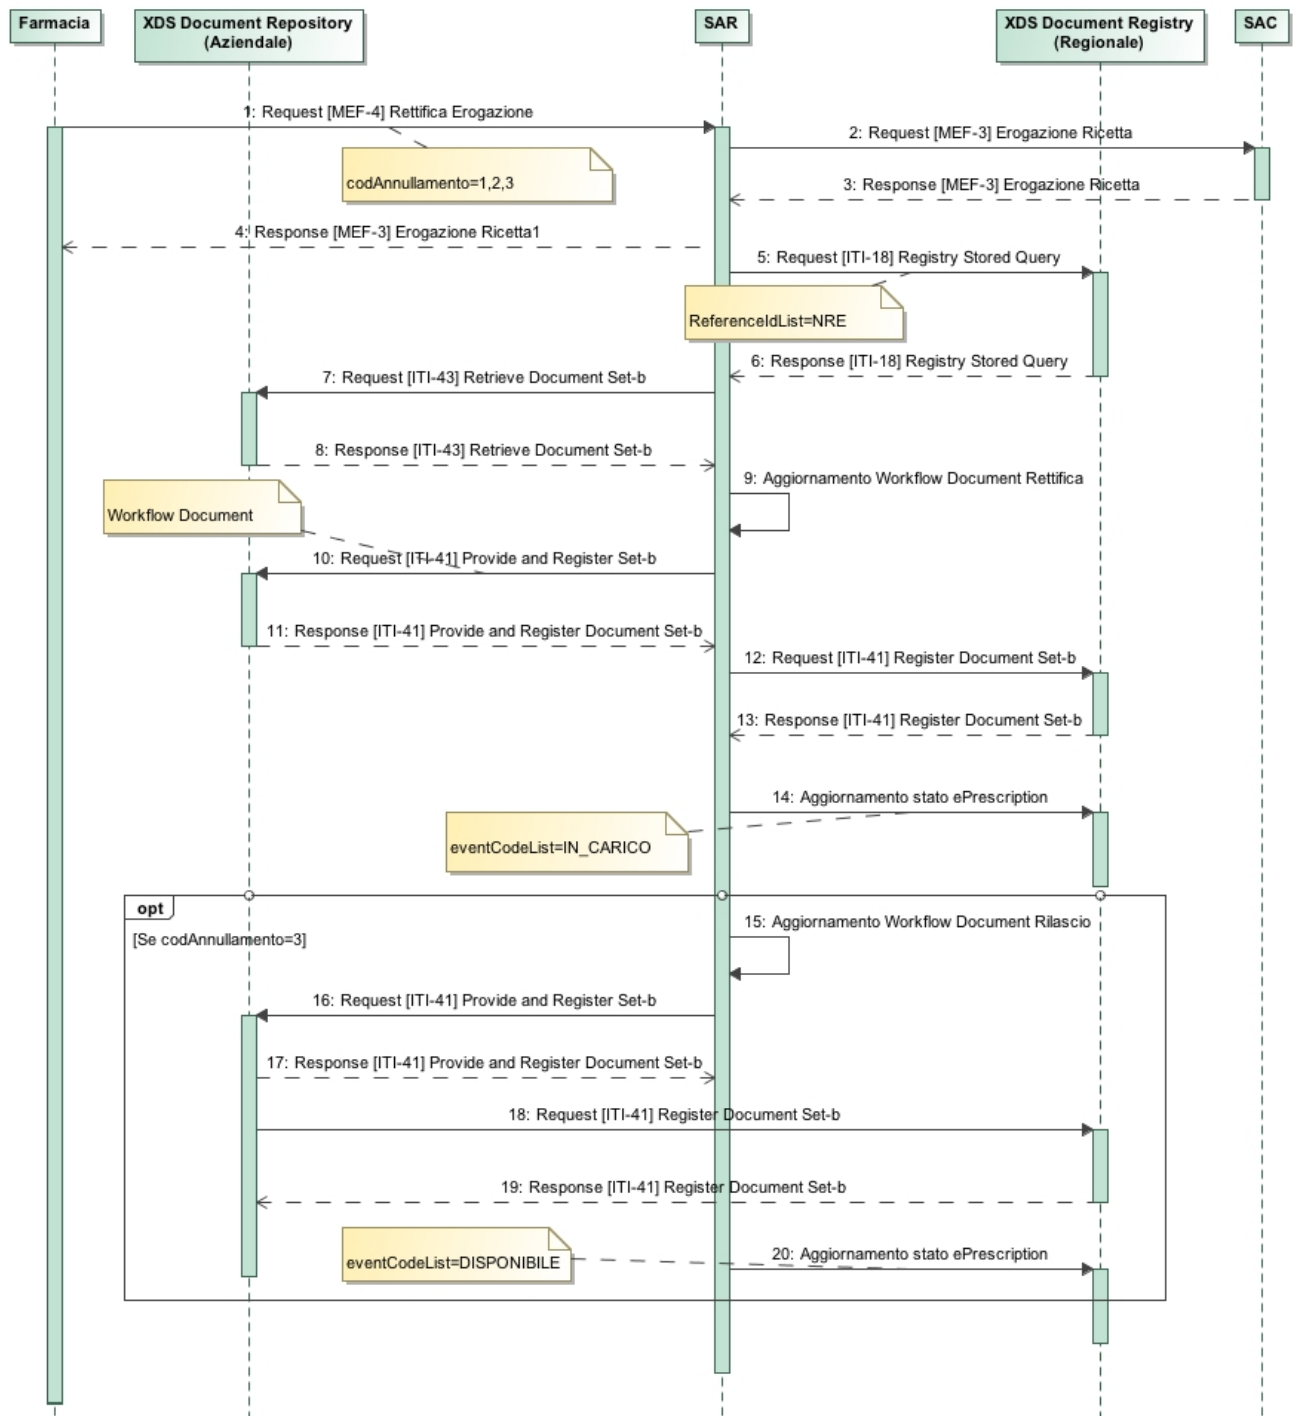 Farmacia
XDS Document Repository
(Aziendale)
SAR
XDS Document Registry
(Regionale)
SAC
1: Request [MEF-4] Rettifica Erogazione
2: Request [MEF-3] Erogazione Ricetta
codAnnullamento=1,2,3
3: Response [MEF-3] Erogazione Ricetta
4: Response [MEF-3] Erogazione Ricetta1
5: Request [ITI-18] Registry Stored Query
ReferenceIdList=NRE
6: Response [ITI-18] Registry Stored Query
7: Request [ITI-43] Retrieve Document Set-b
8: Response [ITI-43] Retrieve Document Set-b
9: Aggiornamento Workflow Document Rettifica
Workflow Document
10: Request [ITI-41] Provide and Register Set-b
11: Response [ITI-41] Provide and Register Document Set-b
12: Request [ITI-41] Register Document Set-b
13: Response [ITI-41] Register Document Set-b
14: Aggiornamento stato ePrescription
eventCodeList=IN_CARICO
opt
15: Aggiornamento Workflow Document Rilascio
[Se codAnnullamento=3]
16: Request [ITI-41] Provide and Register Set-b
17: Response [ITI-41] Provide and Register Document Set-b
18: Request [ITI-41] Register Document Set-b
19: Response [ITI-41] Register Document Set-b
20: Aggiornamento stato ePrescription
eventCodeList=DISPONIBILE